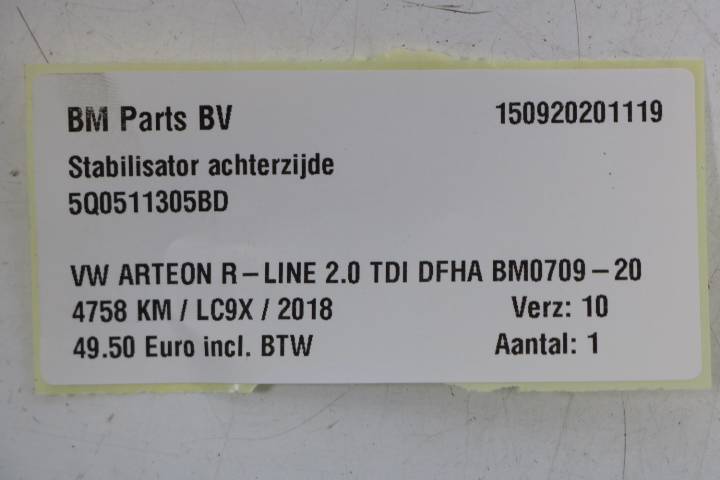 BM Parts BV 150920201119
Stabilisator achterzijde
5Q0511305BD
VW ARTEON R-LINE 2.0 TDI DFHA BM0709-20
4758 KM / LC9X / 2018 Verz: 10
49.50 Euro incl. BTW Aantal: 1